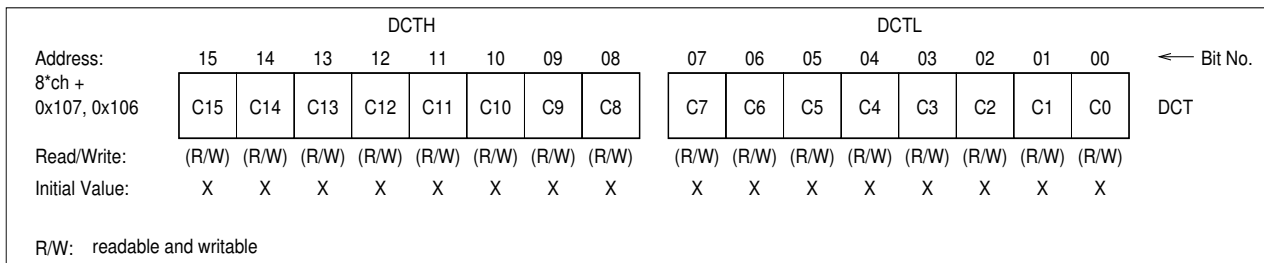 DCTH DCTL
Address: 15 14 13 12 11 10 09 08 07 06 05 04 03 02 01 00 ← Bit No.
8*ch +
0x107, 0x106 C15 C14 C13 C12 C11 C10 C9 C8 C7 C6 C5 C4 C3 C2 C1 C0 DCT
Read/Write: (R/W) (R/W) (R/W) (R/W) (R/W) (R/W) (R/W) (R/W) (R/W) (R/W) (R/W) (R/W) (R/W) (R/W) (R/W) (R/W)
Initial Value: X X X X X X X X X X X X X X X X
R/W: readable and writable